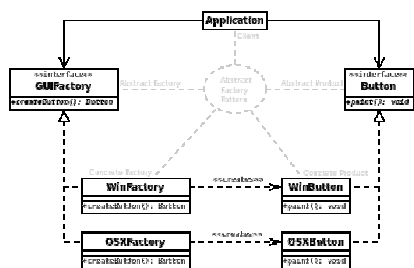 Application
Client
«interface»
GUIFactory
+createButton(): Button
«interface»
Button
+paint(): void
Abstract Factory
Abstract
Factory
Pattern
Abstract Product
Concrete Factory
Concrete Product
WinFactory
+createButton(): Button
«creates»
WinButton
+paint(): void
OSXFactory
+createButton(): Button
«creates»
OSXButton
+paint(): void